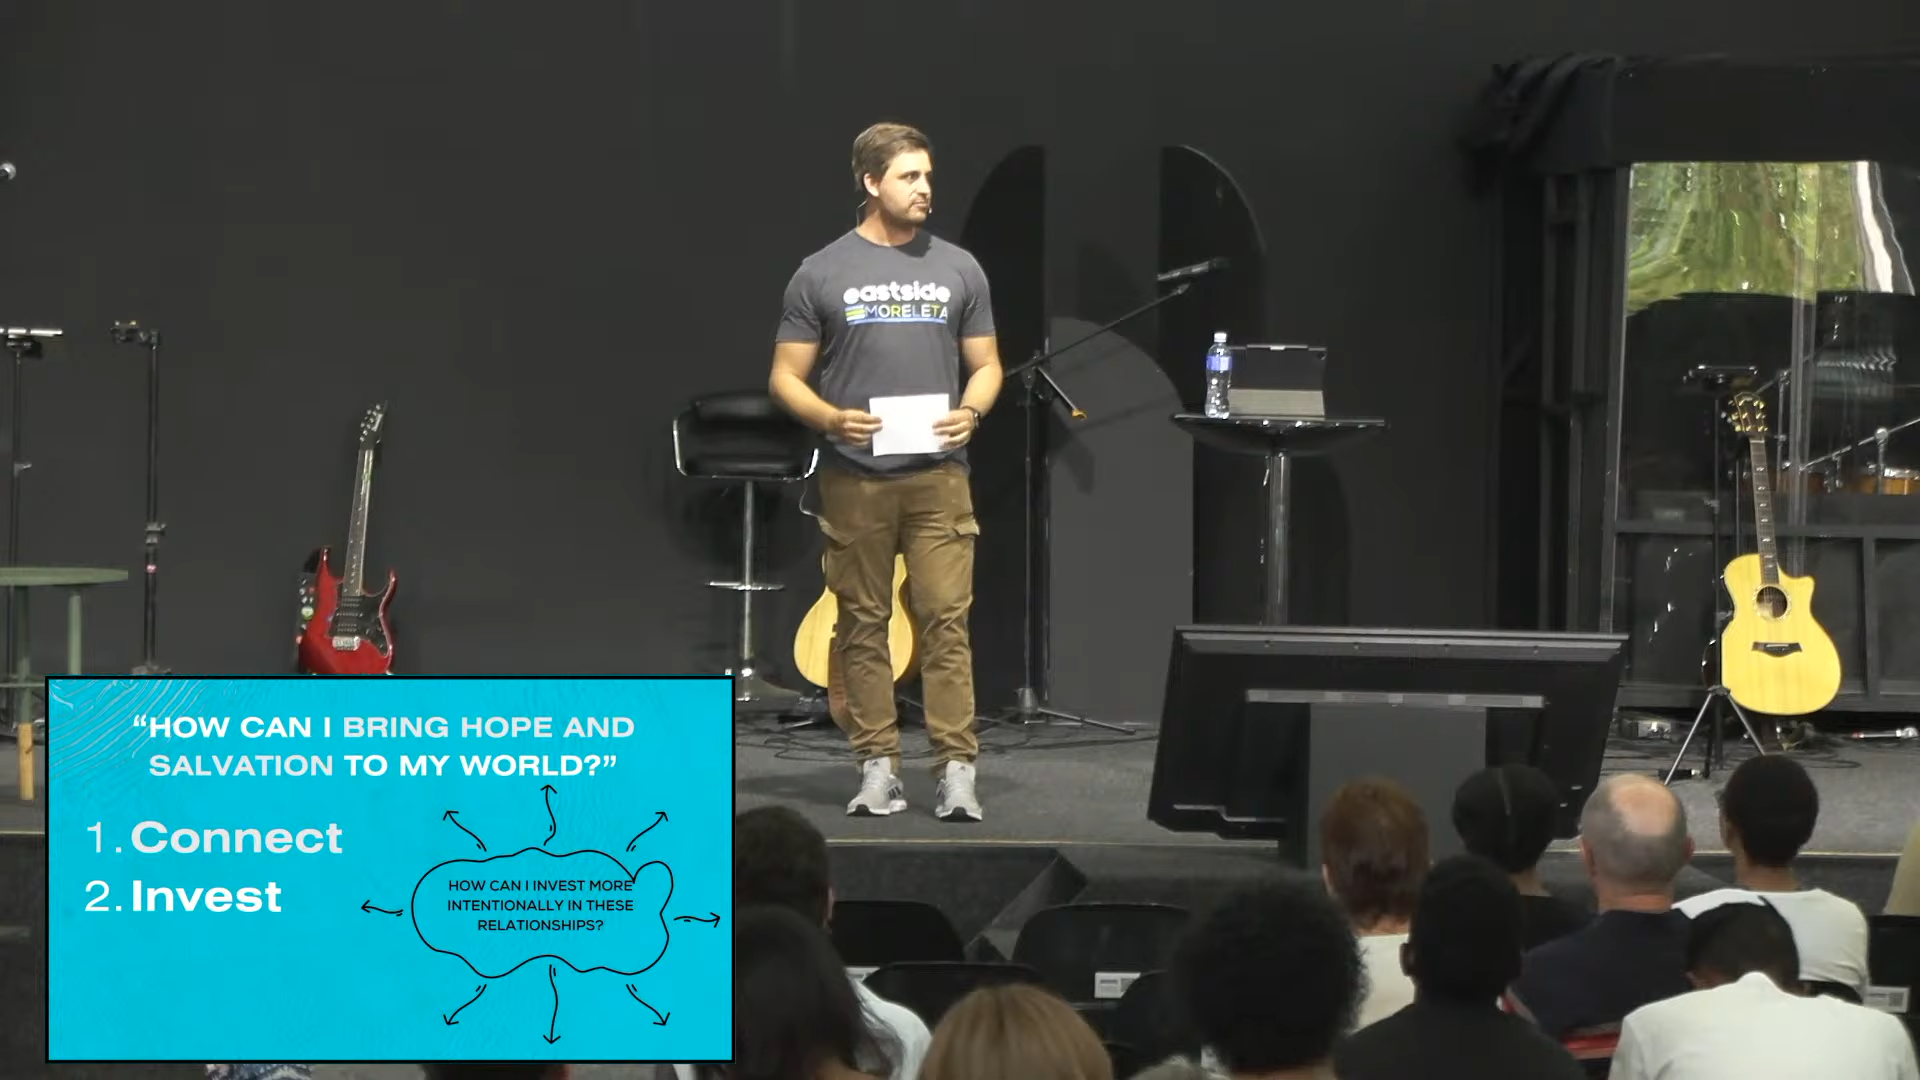 eastside
MORELETA
“HOW CAN I BRING HOPE AND
SALVATION TO MY WORLD?”
1. Connect
2. Invest
HOW CAN I INVEST MORE
INTENTIONALLY IN THESE
RELATIONSHIPS?